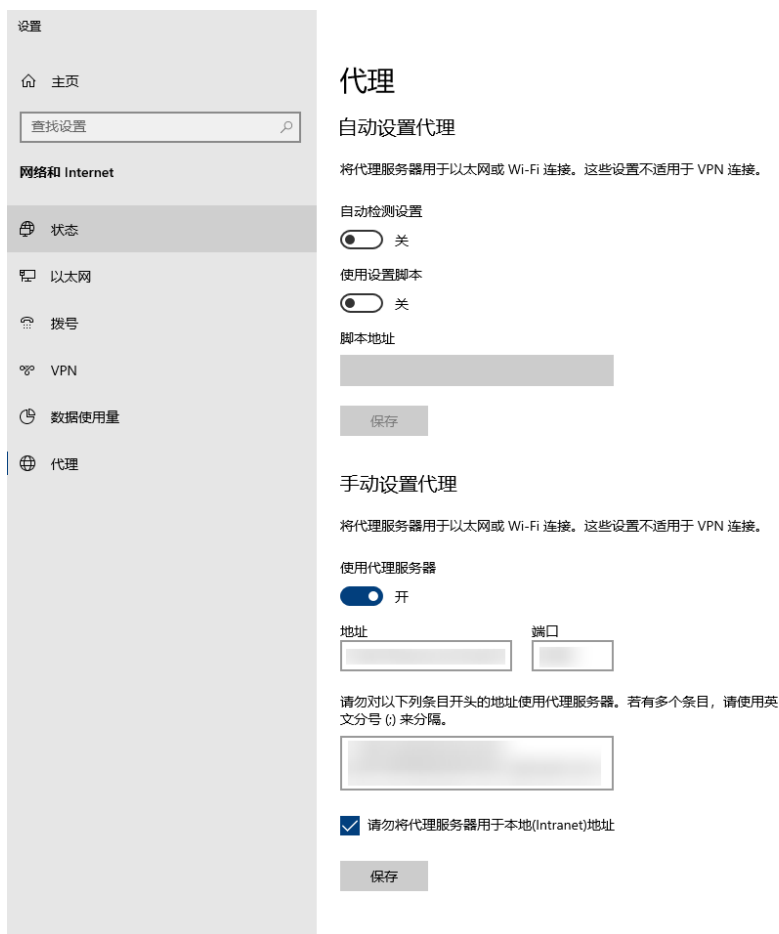 设置
主页
查找设置
网络和 Internet
状态
以太网
拨号
VPN
数据使用量
代理
代理
自动设置代理
将代理服务器用于以太网或 Wi-Fi 连接。这些设置不适用于 VPN 连接。
自动检测设置
关
使用设置脚本
关
脚本地址
保存
手动设置代理
将代理服务器用于以太网或 Wi-Fi 连接。这些设置不适用于 VPN 连接。
使用代理服务器
开
地址 端口
请勿对以下列条目开头的地址使用代理服务器。若有多个条目，请使用英
文分号 (;) 来分隔。
请勿将代理服务器用于本地(Intranet)地址
保存